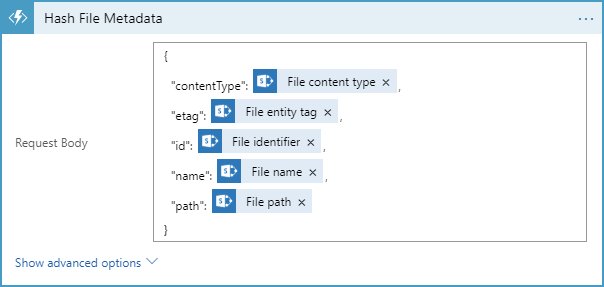 Hash File Metadata
Request Body
{
"contentType": File content type × ,
"etag": File entity tag × ,
"id": File identifier × ,
"name": File name × ,
"path": File path ×
}
Show advanced options